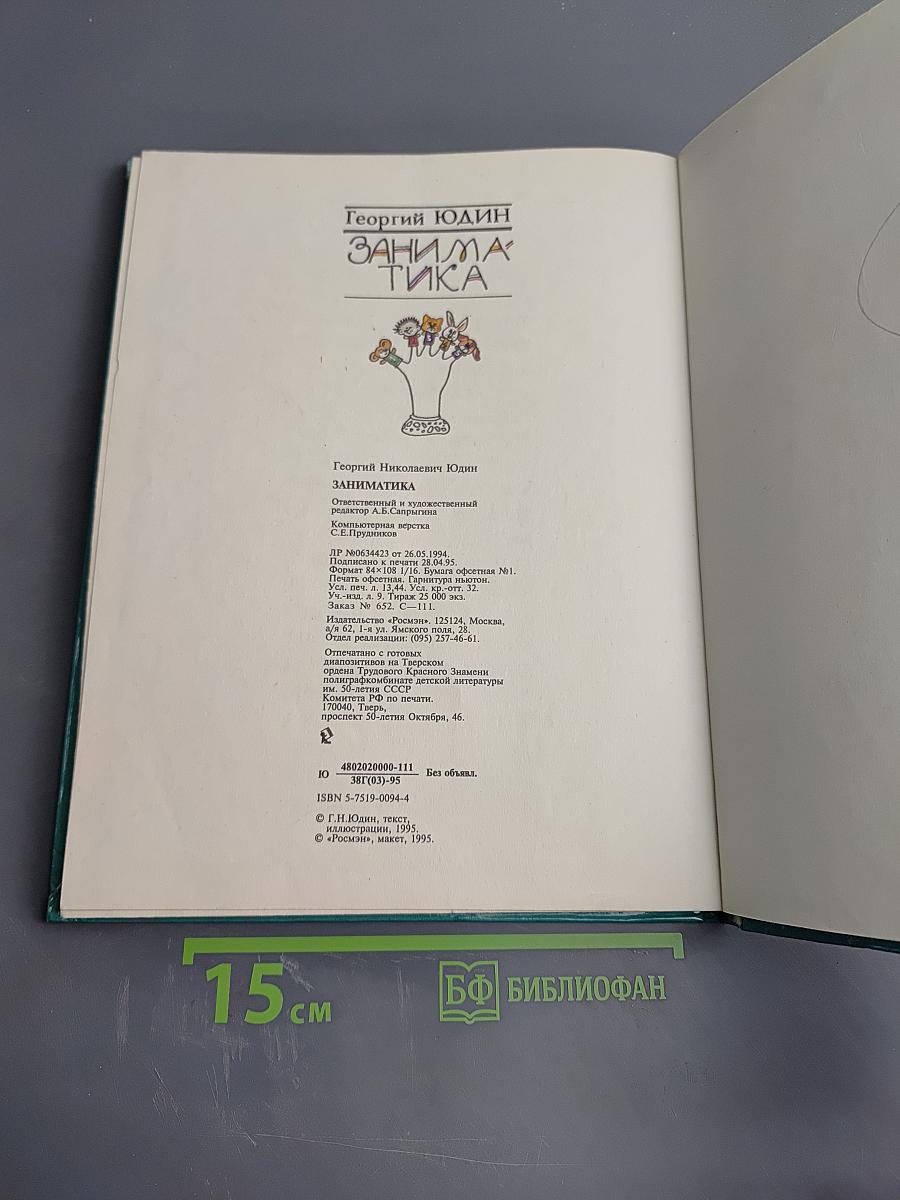 Георгий ЮДИН
ЗАНИМА-
ТИКА
Георгий Николаевич Юдин
ЗАНИМАТИКА
Ответственный и художественный
редактор А.Б.Сапрыгина
Компьютерная верстка
С.Е.Прудников
ЛР №0634423 от 26.05.1994.
Подписано к печати 28.04.95.
Формат 84×108 1/16. Бумага офсетная №1.
Печать офсетная. Гарнитура ньютон.
Усл. печ. л. 13,44. Усл. кр.-отт. 32.
Уч.-изд. л. 9. Тираж 25 000 экз.
Заказ № 652. С—111.
Издательство «Росмэн». 125124, Москва,
а/я 62, 1-я ул. Ямского поля, 28.
Отдел реализации: (095) 257-46-61.
Отпечатано с готовых
диапозитивов на Тверском
ордена Трудового Красного Знамени
полиграфкомбинате детской литературы
им. 50-летия СССР
Комитета РФ по печати.
170040, Тверь,
проспект 50-летия Октября, 46.
Ю 4802020000-111 Без объявл.
38Г(03)-95
ISBN 5-7519-0094-4
© Г.Н.Юдин, текст,
иллюстрации, 1995.
© «Росмэн», макет, 1995.
15 см
БФ БИБЛИОФАН